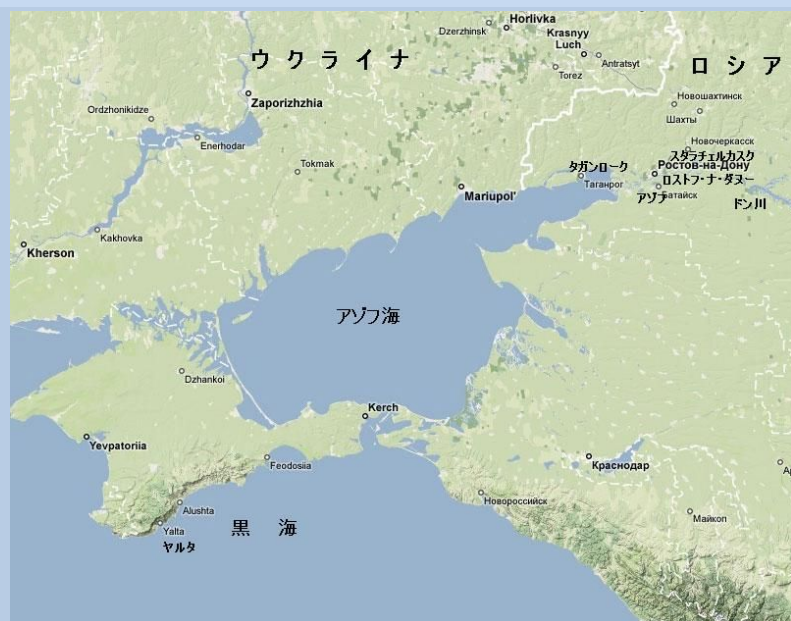 Dzerzhinsk
Horlivka
Krasnyy
Luch
Antratsyt
Torez
ウクライナ
ロシア
Zaporizhzhia
Ordzhonikidze
Enerhodar
Tokmak
Новошахтинск
Шахты
Новочеркасск
スタラチェルカスク
Ростов-на-Дону
ロストフ・ナ・ダヌー
タガンローク
Таганрог
アゾフ
Батайск
ドン川
Mariupol'
Kakhovka
Kherson
アゾフ海
Dzhankoi
Kerch
Yevpatoriia
Feodosiia
Краснодар
Новороссийск
Майкоп
Alushta
Yalta
ヤルタ
黒海